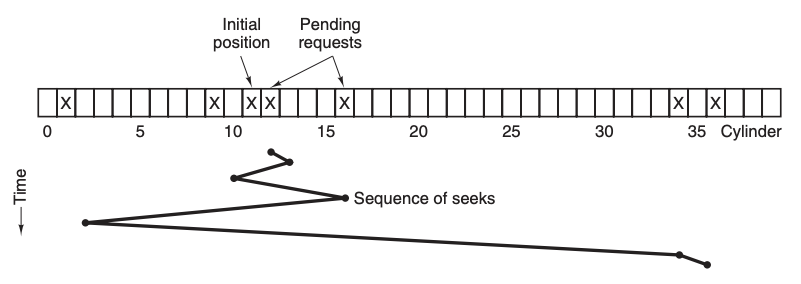 Initial
position
Pending
requests
X X X X X X X
0 5 10 15 20 25 30 35 Cylinder
Time
Sequence of seeks